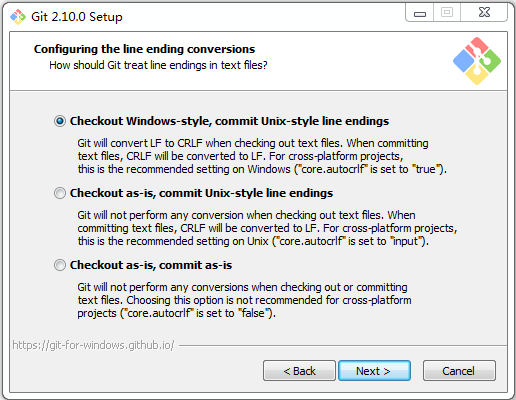 Git 2.10.0 Setup
Configuring the line ending conversions
How should Git treat line endings in text files?
Checkout Windows-style, commit Unix-style line endings
Git will convert LF to CRLF when checking out text files. When committing
text files, CRLF will be converted to LF. For cross-platform projects,
this is the recommended setting on Windows ("core.autocrlf" is set to "true").
Checkout as-is, commit Unix-style line endings
Git will not perform any conversion when checking out text files. When
committing text files, CRLF will be converted to LF. For cross-platform projects,
this is the recommended setting on Unix ("core.autocrlf" is set to "input").
Checkout as-is, commit as-is
Git will not perform any conversions when checking out or committing
text files. Choosing this option is not recommended for cross-platform
projects ("core.autocrlf" is set to "false").
https://git-for-windows.github.io/
< Back
Next >
Cancel